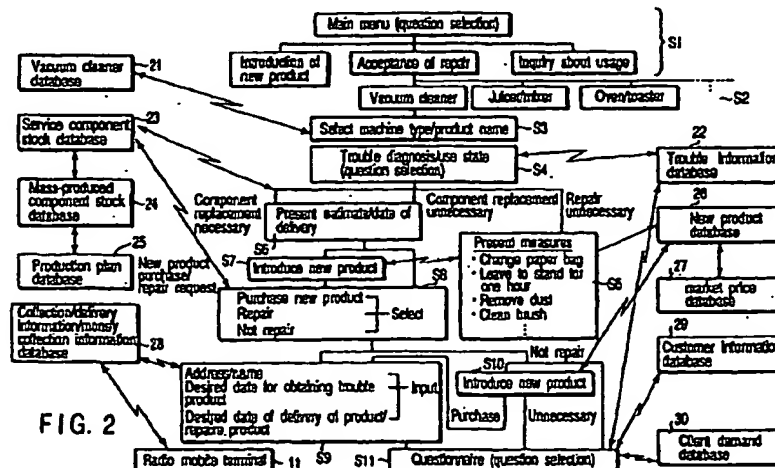 Main menu (question selection)
S1
Introduction of
new product
Acceptance of repair
Inquiry about usage
Vacuum cleaner
Juicer/mixer
Oven/toaster
S2
Select machine type/product name
S3
Trouble diagnosis/use state
(question selection)
S4
21
Vacuum cleaner
database
23
Service component
stock database
Mass-produced
component stock
database
24
25
Production plan
database
New product
purchase/
repair request
Collection/delivery
information/money
collection information
database
28
Component
replacement
necessary
Component replacement
unnecessary
Repair
unnecessary
Present estimate/date of
delivery
S6
S7
Introduce new product
S8
Purchase new product
Repair
Not repair
Select
Present measures
• Change paper bag
• Leave to stand for
one hour
• Remove dust
• Clean brush
S5
22
Trouble information
database
26
New product
database
27
market price
database
29
Customer information
database
30
Client demand
database
Not repair
S10
Introduce new product
Purchase
Unnecessary
Address/name
Desired date for obtaining trouble
product
Desired date of delivery of product/
repaire product
Input
S9
FIG. 2
Radio mobile terminal
11
S11
Questionnaire (question selection)